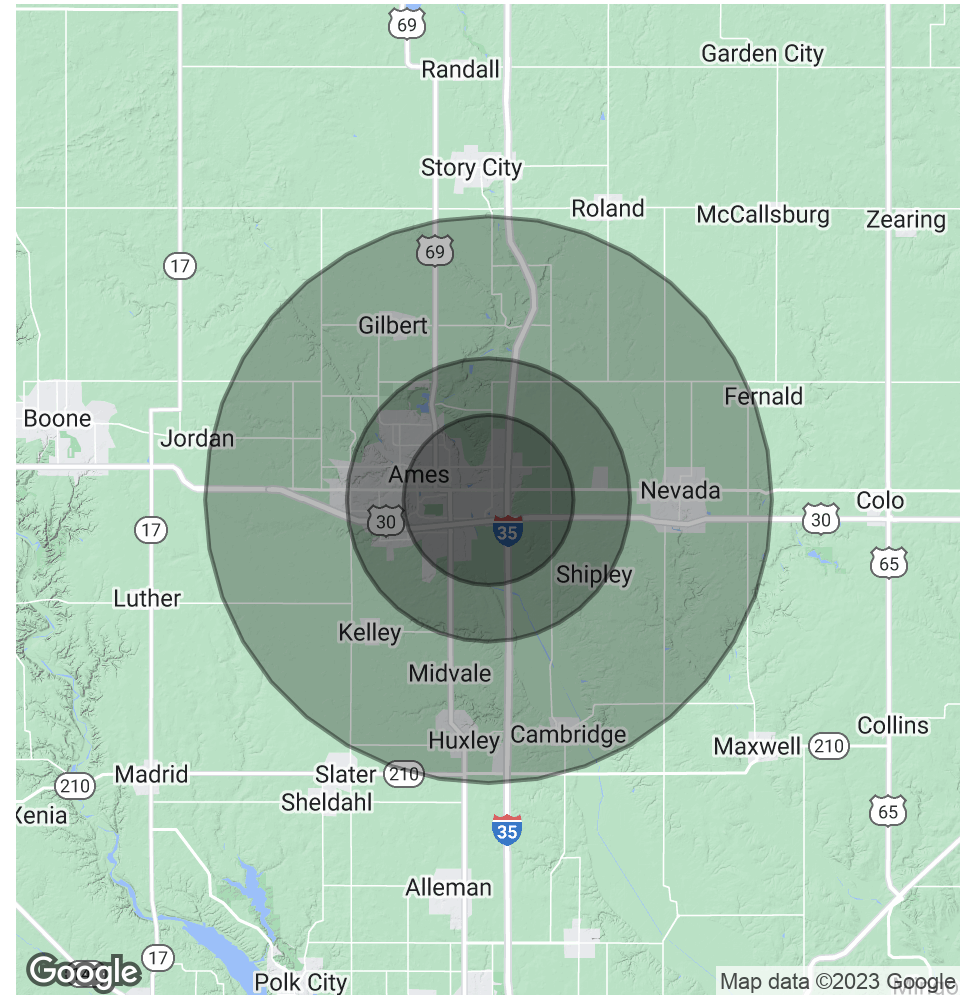 69
Randall
Garden City
Story City
Roland
McCallsburg
Zearing
69
17
Gilbert
Fernald
Boone
Jordan
Ames
Nevada
Colo
30
30
17
35
65
Shipley
Luther
Kelley
Midvale
Collins
Huxley
Cambridge
Maxwell
210
Madrid
Slater
210
210
Sheldahl
Xenia
65
35
Alleman
17
Google
Polk City
Map data ©2023 Google